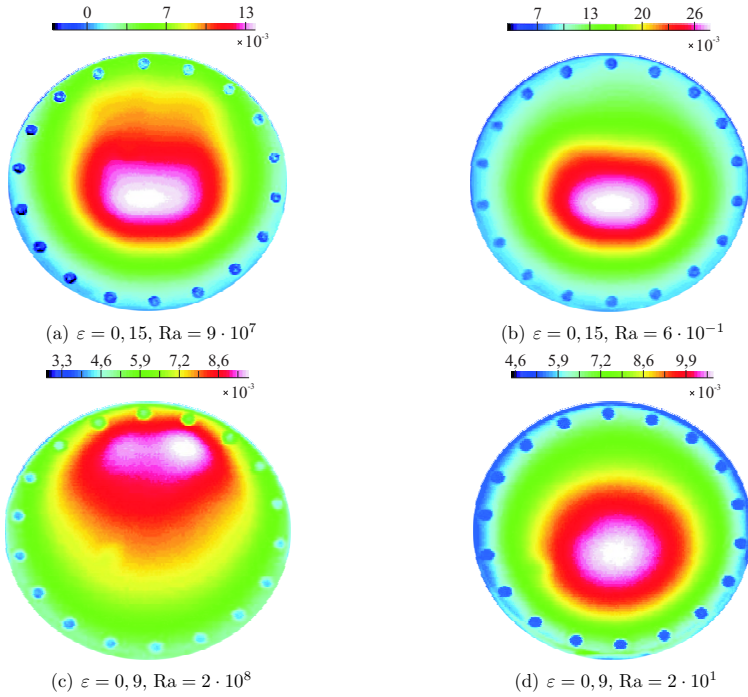 0 7 13
× 10⁻³
7 13 20 26
× 10⁻³
(a) ε = 0, 15, Ra = 9 · 10⁷
(b) ε = 0, 15, Ra = 6 · 10⁻¹
3,3 4,6 5,9 7,2 8,6
× 10⁻³
4,6 5,9 7,2 8,6 9,9
× 10⁻³
(c) ε = 0, 9, Ra = 2 · 10⁸
(d) ε = 0, 9, Ra = 2 · 10¹